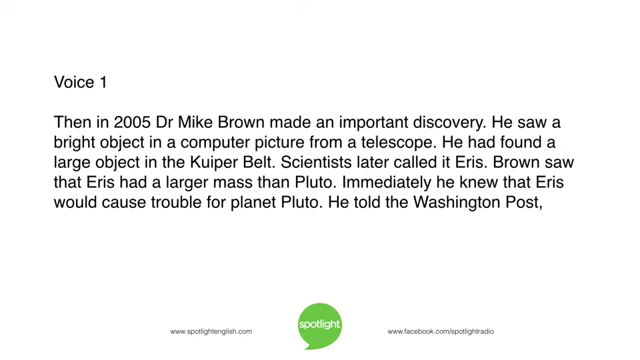 Voice 1
Then in 2005 Dr Mike Brown made an important discovery. He saw a
bright object in a computer picture from a telescope. He had found a
large object in the Kuiper Belt. Scientists later called it Eris. Brown saw
that Eris had a larger mass than Pluto. Immediately he knew that Eris
would cause trouble for planet Pluto. He told the Washington Post,
spotlight
www.spotlightenglish.com
www.facebook.com/spotlightradio